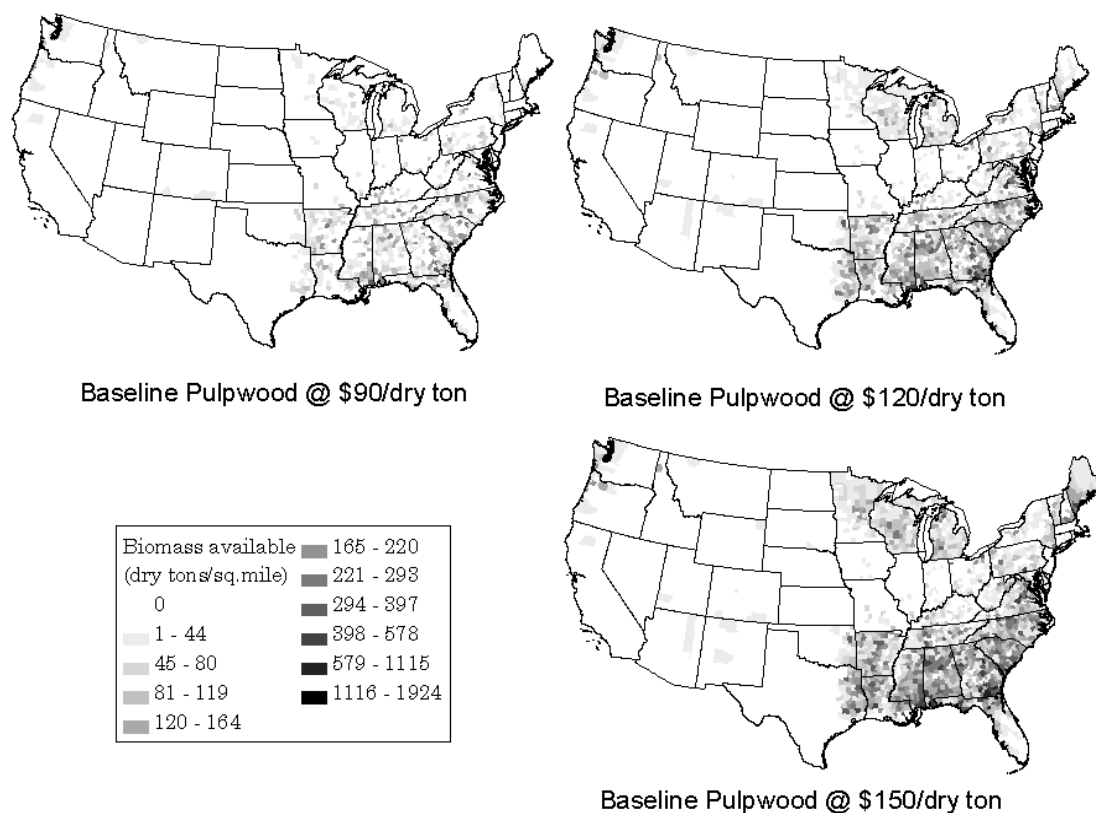 Baseline Pulpwood @ $90/dry ton
Baseline Pulpwood @ $120/dry ton
Biomass available
(dry tons/sq.mile)
0
1 - 44
45 - 80
81 - 119
120 - 164
165 - 220
221 - 293
294 - 397
398 - 578
579 - 1115
1116 - 1924
Baseline Pulpwood @ $150/dry ton